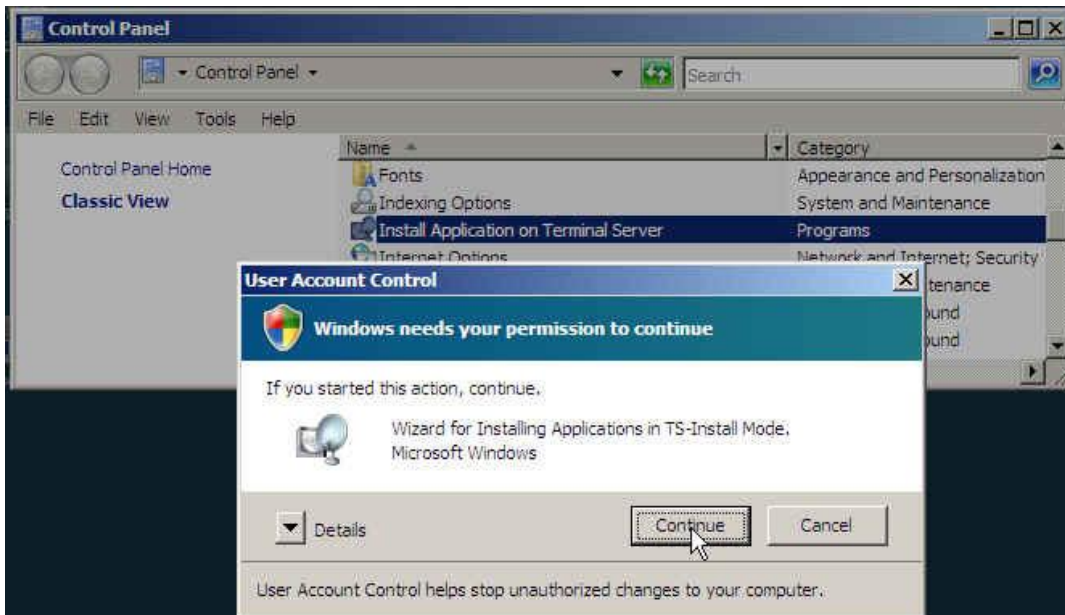 Control Panel
Control Panel
Search
File Edit View Tools Help
Name Category
Control Panel Home
Classic View
Fonts Appearance and Personalization
Indexing Options System and Maintenance
Install Application on Terminal Server Programs
Internet Options Network and Internet; Security
tenance
ound
ound
User Account Control
Windows needs your permission to continue
If you started this action, continue.
Wizard for Installing Applications in TS-Install Mode.
Microsoft Windows
Details Continue Cancel
User Account Control helps stop unauthorized changes to your computer.